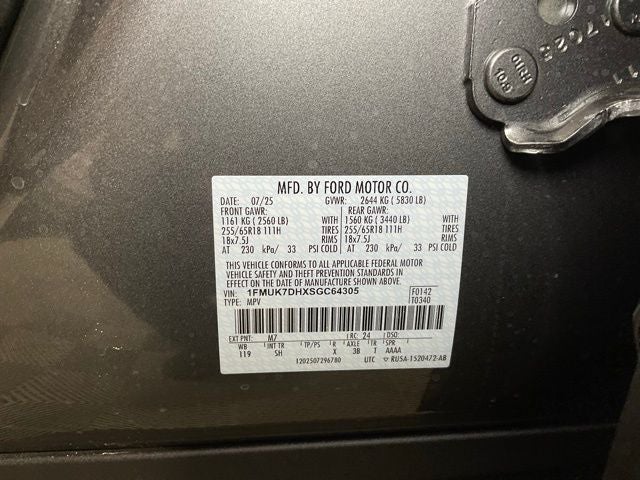 MFD. BY FORD MOTOR CO.
DATE: 07/25 GVWR: 2644 KG ( 5830 LB)
FRONT GAWR: REAR GAWR:
1161 KG ( 2560 LB) WITH 1560 KG ( 3440 LB) WITH
255/65R18 111H TIRES 255/65R18 111H TIRES
18x7.5J RIMS 18x7.5J RIMS
AT 230 kPa/ 33 PSI COLD AT 230 kPa/ 33 PSI COLD
THIS VEHICLE CONFORMS TO ALL APPLICABLE FEDERAL MOTOR
VEHICLE SAFETY AND THEFT PREVENTION STANDARDS IN
EFFECT ON THE DATE OF MANUFACTURE SHOWN ABOVE.
VIN: 1FMUK7DHXSGC64305 F0142
TYPE: MPV T0340
EXT PNT: M7 RC: 24 DSO:
WB INT TR TP/PS R AXLE TR SPR
119 SH X 3B T AAAA
1202507296780 UTC ▽ RU5A-1520472-AB